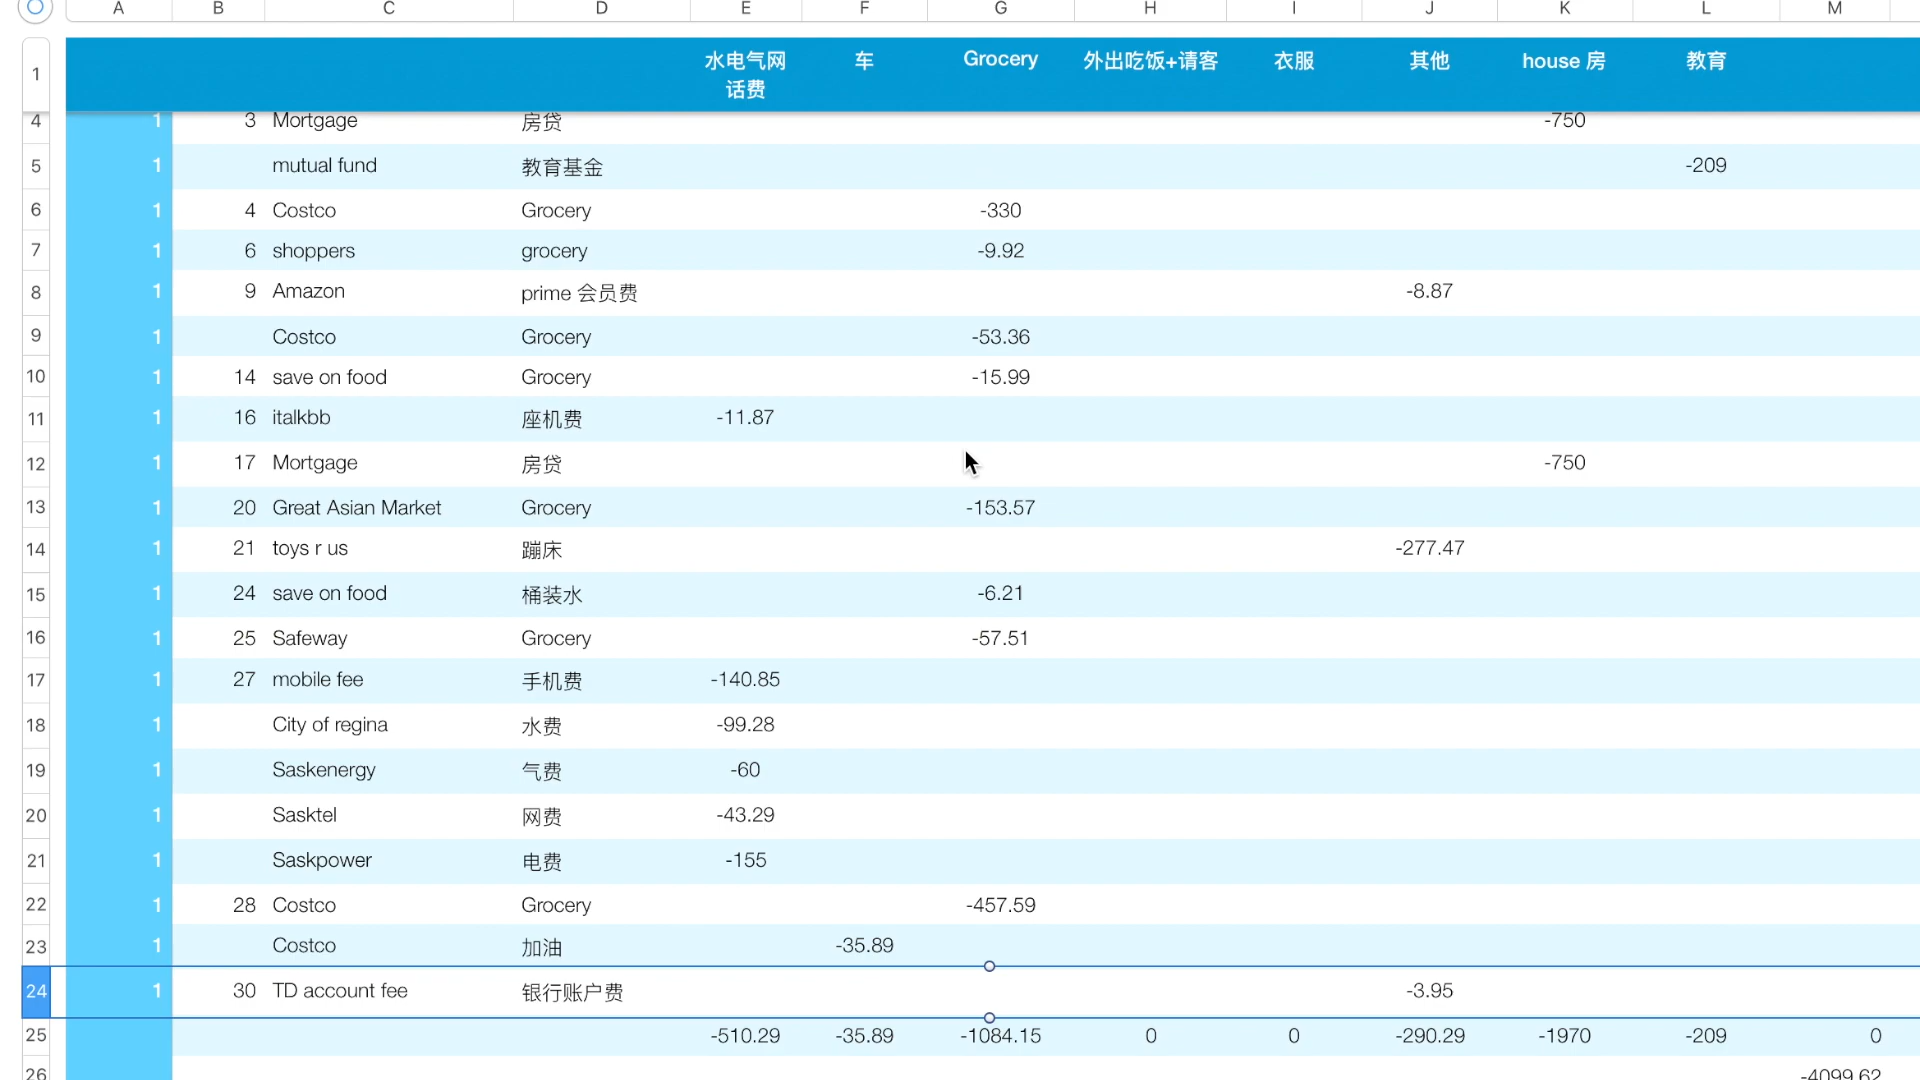 A B C D E F G H I J K L M
1 水电气网 车 Grocery 外出吃饭+请客 衣服 其他 house 房 教育
话费
4 1 3 Mortgage 房贷 -750
5 1 mutual fund 教育基金 -209
6 1 4 Costco Grocery -330
7 1 6 shoppers grocery -9.92
8 1 9 Amazon prime 会员费 -8.87
9 1 Costco Grocery -53.36
10 1 14 save on food Grocery -15.99
11 1 16 italkbb 座机费 -11.87
12 1 17 Mortgage 房贷 -750
13 1 20 Great Asian Market Grocery -153.57
14 1 21 toys r us 蹦床 -277.47
15 1 24 save on food 桶装水 -6.21
16 1 25 Safeway Grocery -57.51
17 1 27 mobile fee 手机费 -140.85
18 1 City of regina 水费 -99.28
19 1 Saskenergy 气费 -60
20 1 Sasktel 网费 -43.29
21 1 Saskpower 电费 -155
22 1 28 Costco Grocery -457.59
23 1 Costco 加油 -35.89
24 1 30 TD account fee 银行账户费 -3.95
25 -510.29 -35.89 -1084.15 0 0 -290.29 -1970 -209 0
26 -4099.62